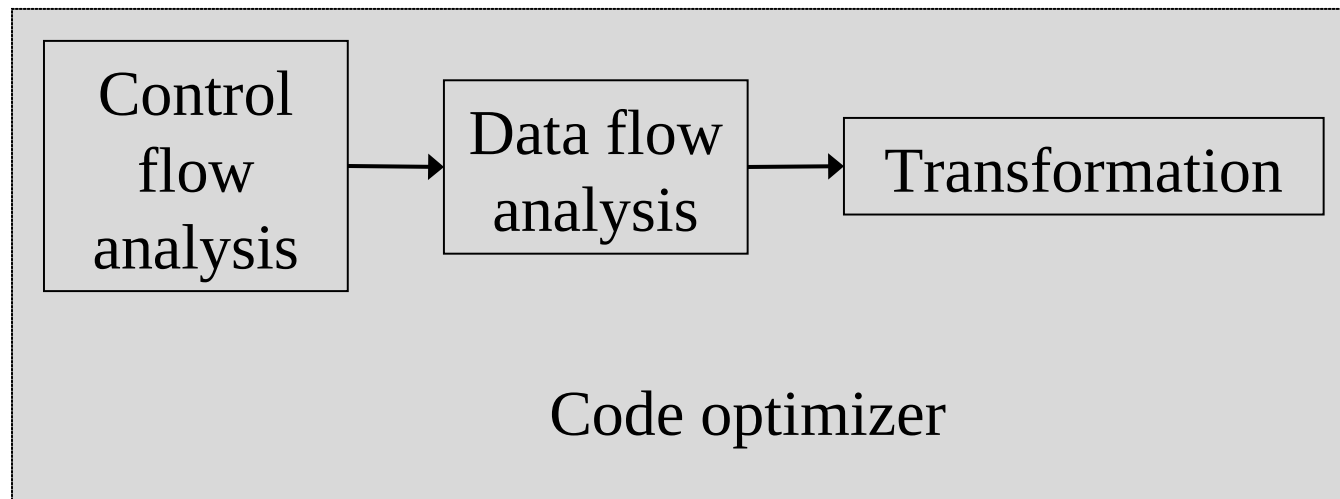 Control
flow
analysis
Data flow
analysis
Transformation
Code optimizer